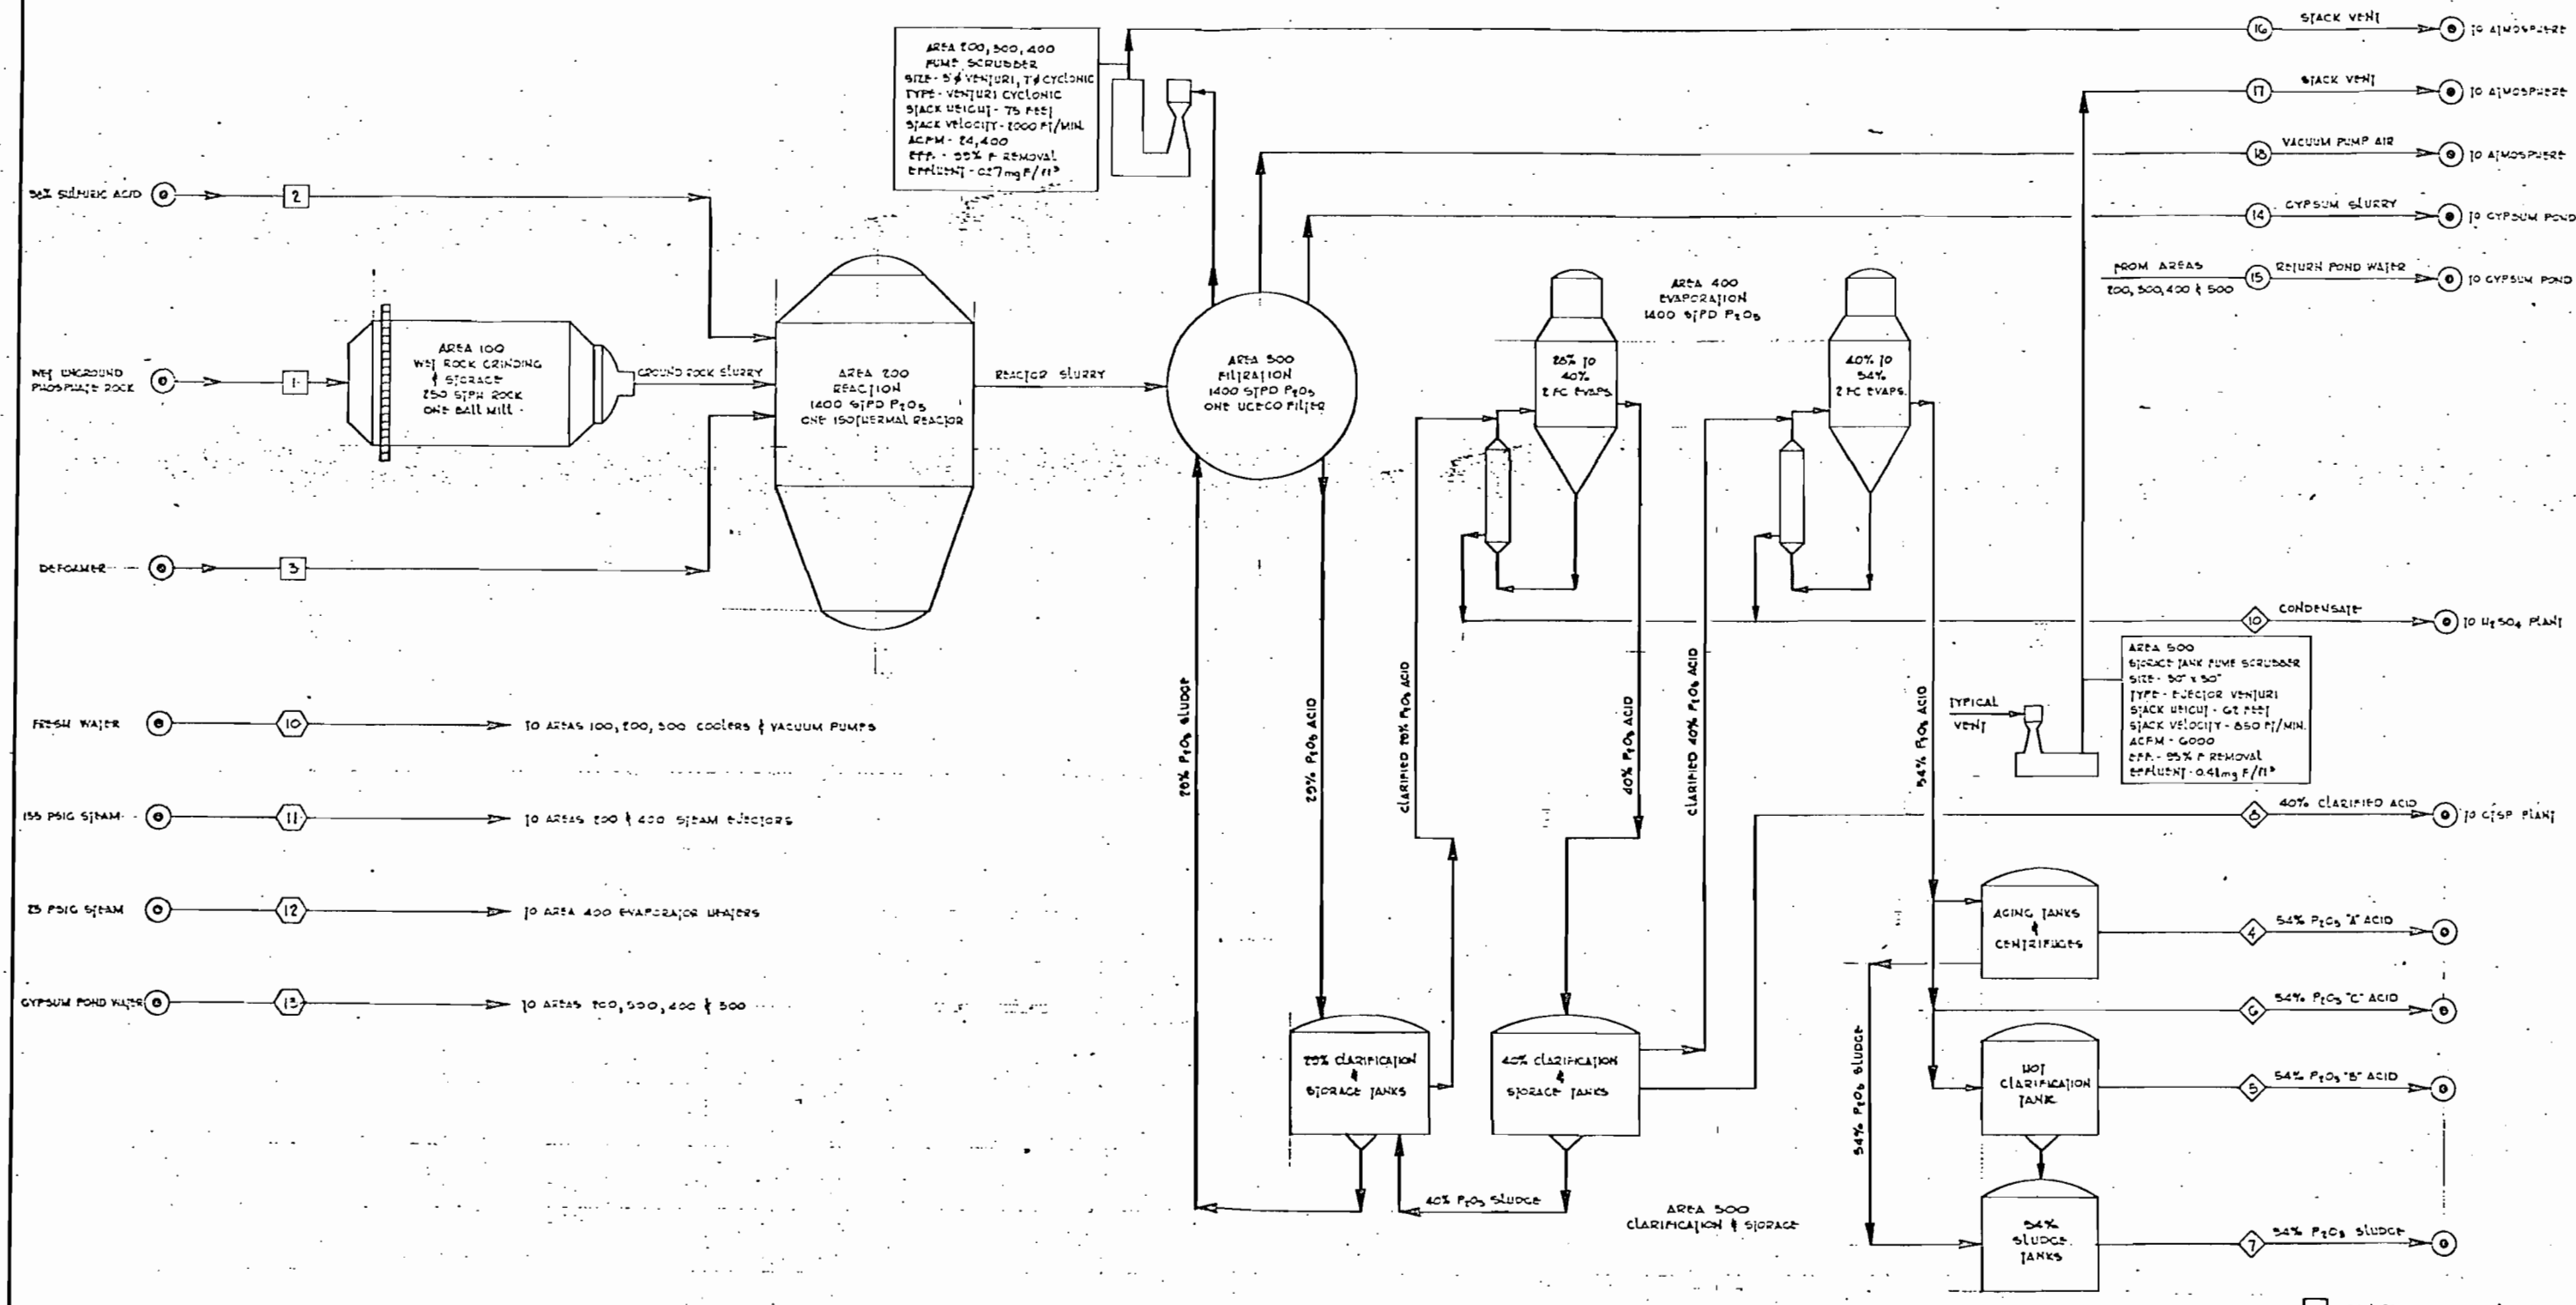 STACK VENT
16
TO ATMOSPHERE
AREA 200, 300, 400
FUME SCRUBBER
SIZE - 5'Ø VENTURI, 7'Ø CYCLONIC
TYPE - VENTURI CYCLONIC
STACK HEIGHT - 75 FEET
STACK VELOCITY - 2000 FT/MIN.
ACFM - 24,400
EFF. - 99% F REMOVAL
EFFLUENT - 0.27 mg F/ft³
STACK VENT
17
TO ATMOSPHERE
VACUUM PUMP AIR
18
TO ATMOSPHERE
98% SULFURIC ACID
2
GYPSUM SLURRY
14
TO GYPSUM POND
FROM AREAS
200, 300, 400 & 500
15
RETURN POND WATER
TO GYPSUM POND
WET UNGROUND
PHOSPHATE ROCK
1
AREA 100
WET ROCK GRINDING
& STORAGE
250 STPH ROCK
ONE BALL MILL
GROUND ROCK SLURRY
AREA 200
REACTION
1400 STPD P₂O₅
ONE ISOTHERMAL REACTOR
REACTOR SLURRY
AREA 300
FILTRATION
1400 STPD P₂O₅
ONE UCEGO FILTER
AREA 400
EVAPORATION
1400 STPD P₂O₅
28% TO
40%
2 FC EVAPS.
40% TO
54%
2 FC EVAPS.
DEFOAMER
3
CONDENSATE
10
TO H₂SO₄ PLANT
AREA 500
STORAGE TANK FUME SCRUBBER
SIZE - 30" x 30"
TYPE - EJECTOR VENTURI
STACK HEIGHT - 62 FEET
STACK VELOCITY - 850 FT/MIN.
ACFM - 6000
EFF. - 95% F REMOVAL
EFFLUENT - 0.41 mg F/ft³
TYPICAL
VENT
FRESH WATER
10
TO AREAS 100, 200, 300 COOLERS & VACUUM PUMPS
155 PSIG STEAM
11
TO AREAS 200 & 400 STEAM EJECTORS
25 PSIG STEAM
12
TO AREA 400 EVAPORATOR HEATERS
GYPSUM POND WATER
13
TO AREAS 200, 300, 400 & 500
28% P₂O₅ SLUDGE
28% P₂O₅ ACID
CLARIFIED 28% P₂O₅ ACID
40% P₂O₅ ACID
CLARIFIED 40% P₂O₅ ACID
54% P₂O₅ ACID
40% CLARIFIED ACID
8
TO GTSP PLANT
AGING TANKS
&
CENTRIFUGES
4
54% P₂O₅ "A" ACID
6
54% P₂O₅ "C" ACID
28% CLARIFICATION
&
STORAGE TANKS
40% CLARIFICATION
&
STORAGE TANKS
54% P₂O₅ SLUDGE
HOT
CLARIFICATION
TANK
5
54% P₂O₅ "B" ACID
40% P₂O₅ SLUDGE
AREA 500
CLARIFICATION & STORAGE
54%
SLUDGE
TANKS
7
54% P₂O₅ SLUDGE